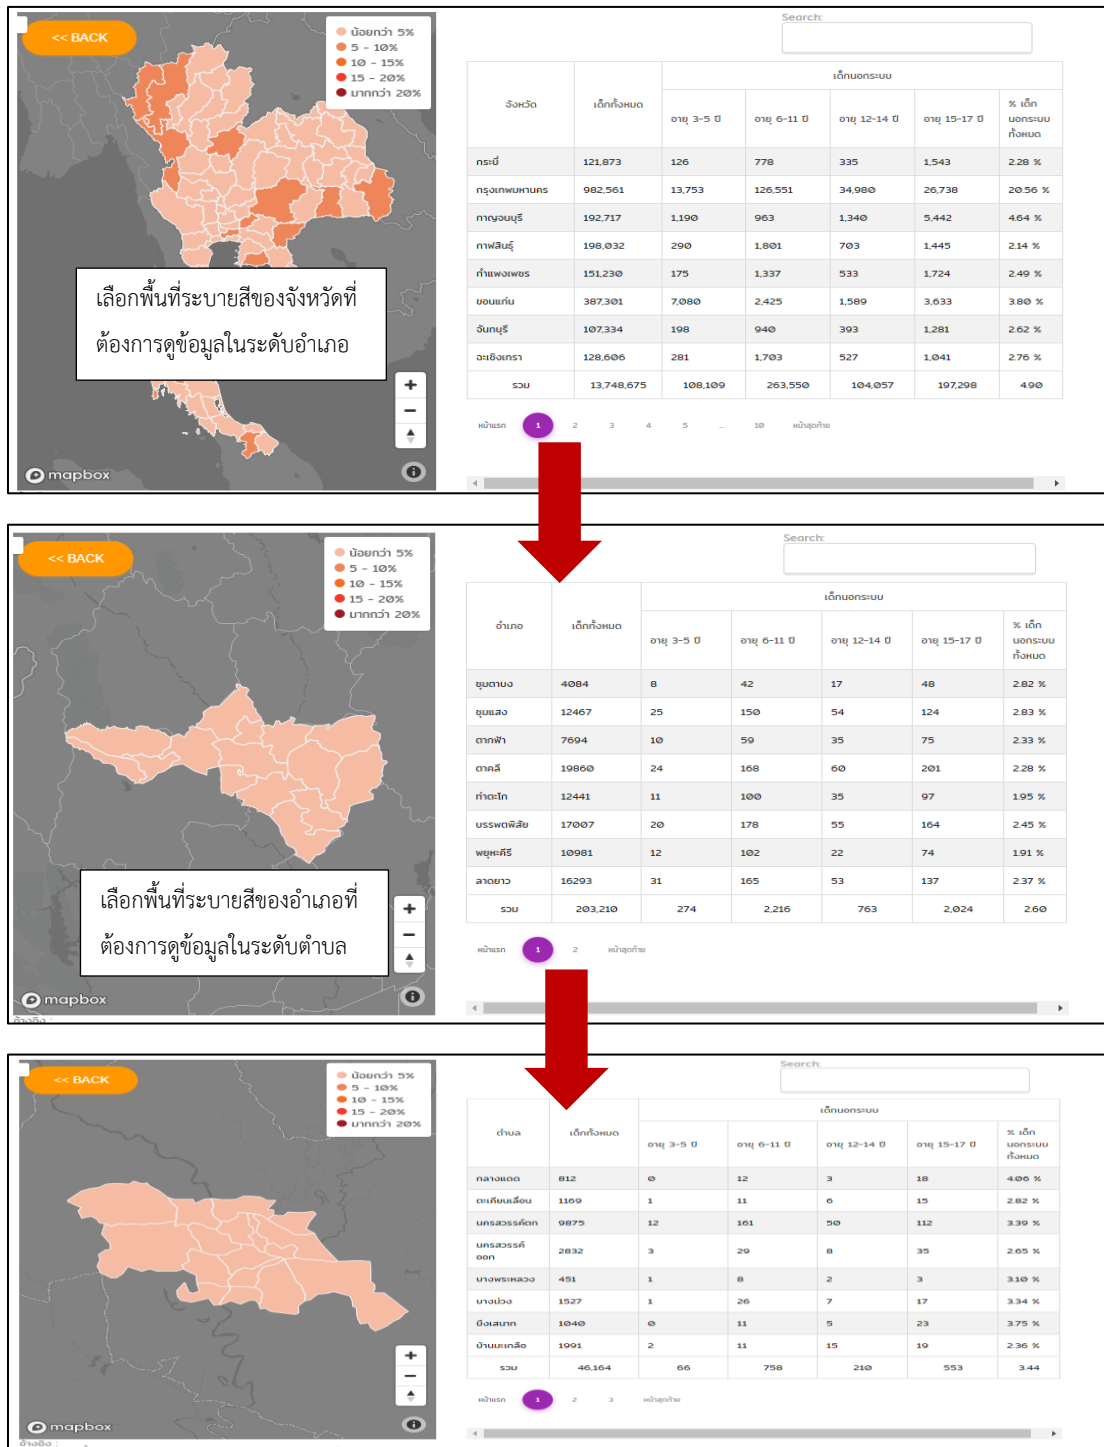 << BACK
น้อยกว่า 5%
5 - 10%
10 - 15%
15 - 20%
มากกว่า 20%
เลือกพื้นที่ระบายสีของจังหวัดที่
ต้องการดูข้อมูลในระดับอำเภอ
mapbox
Search:
จังหวัด เด็กทั้งหมด เด็กนอกระบบ
อายุ 3-5 ปี อายุ 6-11 ปี อายุ 12-14 ปี อายุ 15-17 ปี % เด็กนอกระบบทั้งหมด
กระบี่ 121,873 126 778 335 1,543 2.28 %
กรุงเทพมหานคร 982,561 13,753 126,551 34,980 26,738 20.56 %
กาญจนบุรี 192,717 1,190 963 1,340 5,442 4.64 %
กาฬสินธุ์ 198,032 290 1,801 703 1,445 2.14 %
กำแพงเพชร 151,230 175 1,337 533 1,724 2.49 %
ขอนแก่น 387,301 7,080 2,425 1,589 3,633 3.80 %
จันทบุรี 107,334 198 940 393 1,281 2.62 %
ฉะเชิงเทรา 128,606 281 1,703 527 1,041 2.76 %
รวม 13,748,675 108,109 263,550 104,057 197,298 4.90
หน้าแรก 1 2 3 4 5 ... 10 หน้าสุดท้าย
<< BACK
น้อยกว่า 5%
5 - 10%
10 - 15%
15 - 20%
มากกว่า 20%
เลือกพื้นที่ระบายสีของอำเภอที่
ต้องการดูข้อมูลในระดับตำบล
mapbox
อ้างอิง :
Search:
อำเภอ เด็กทั้งหมด เด็กนอกระบบ
อายุ 3-5 ปี อายุ 6-11 ปี อายุ 12-14 ปี อายุ 15-17 ปี % เด็กนอกระบบทั้งหมด
ชุมตาบง 4084 8 42 17 48 2.82 %
ชุมแสง 12467 25 150 54 124 2.83 %
ตากฟ้า 7694 10 59 35 75 2.33 %
ตาคลี 19860 24 168 60 201 2.28 %
ท่าตะโก 12441 11 100 35 97 1.95 %
บรรพตพิสัย 17007 20 178 55 164 2.45 %
พยุหะคีรี 10981 12 102 22 74 1.91 %
ลาดยาว 16293 31 165 53 137 2.37 %
รวม 203,210 274 2,216 763 2,024 2.60
หน้าแรก 1 2 หน้าสุดท้าย
<< BACK
น้อยกว่า 5%
5 - 10%
10 - 15%
15 - 20%
มากกว่า 20%
mapbox
อ้างอิง :
Search:
ตำบล เด็กทั้งหมด เด็กนอกระบบ
อายุ 3-5 ปี อายุ 6-11 ปี อายุ 12-14 ปี อายุ 15-17 ปี % เด็กนอกระบบทั้งหมด
กลางแดด 812 0 12 3 18 4.06 %
ตะเคียนเลื่อน 1169 1 11 6 15 2.82 %
นครสวรรค์ตก 9875 12 161 50 112 3.39 %
นครสวรรค์ออก 2832 3 29 8 35 2.65 %
บางพระหลวง 451 1 8 2 3 3.10 %
บางม่วง 1527 1 26 7 17 3.34 %
บึงเสนาท 1040 0 11 5 23 3.75 %
บ้านมะเกลือ 1991 2 11 15 19 2.36 %
รวม 46,164 66 758 210 553 3.44
หน้าแรก 1 2 3 หน้าสุดท้าย